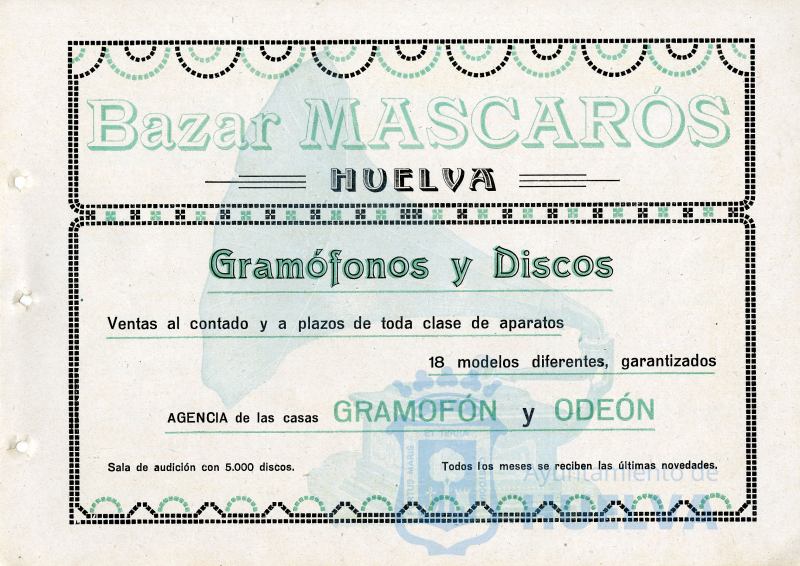 Bazar MASCARÓS
HUELVA
Gramófonos y Discos
Ventas al contado y a plazos de toda clase de aparatos
18 modelos diferentes, garantizados
AGENCIA de las casas GRAMOFÓN y ODEÓN
Sala de audición con 5.000 discos.
Todos los meses se reciben las últimas novedades.
Ayuntamiento de
HUELVA